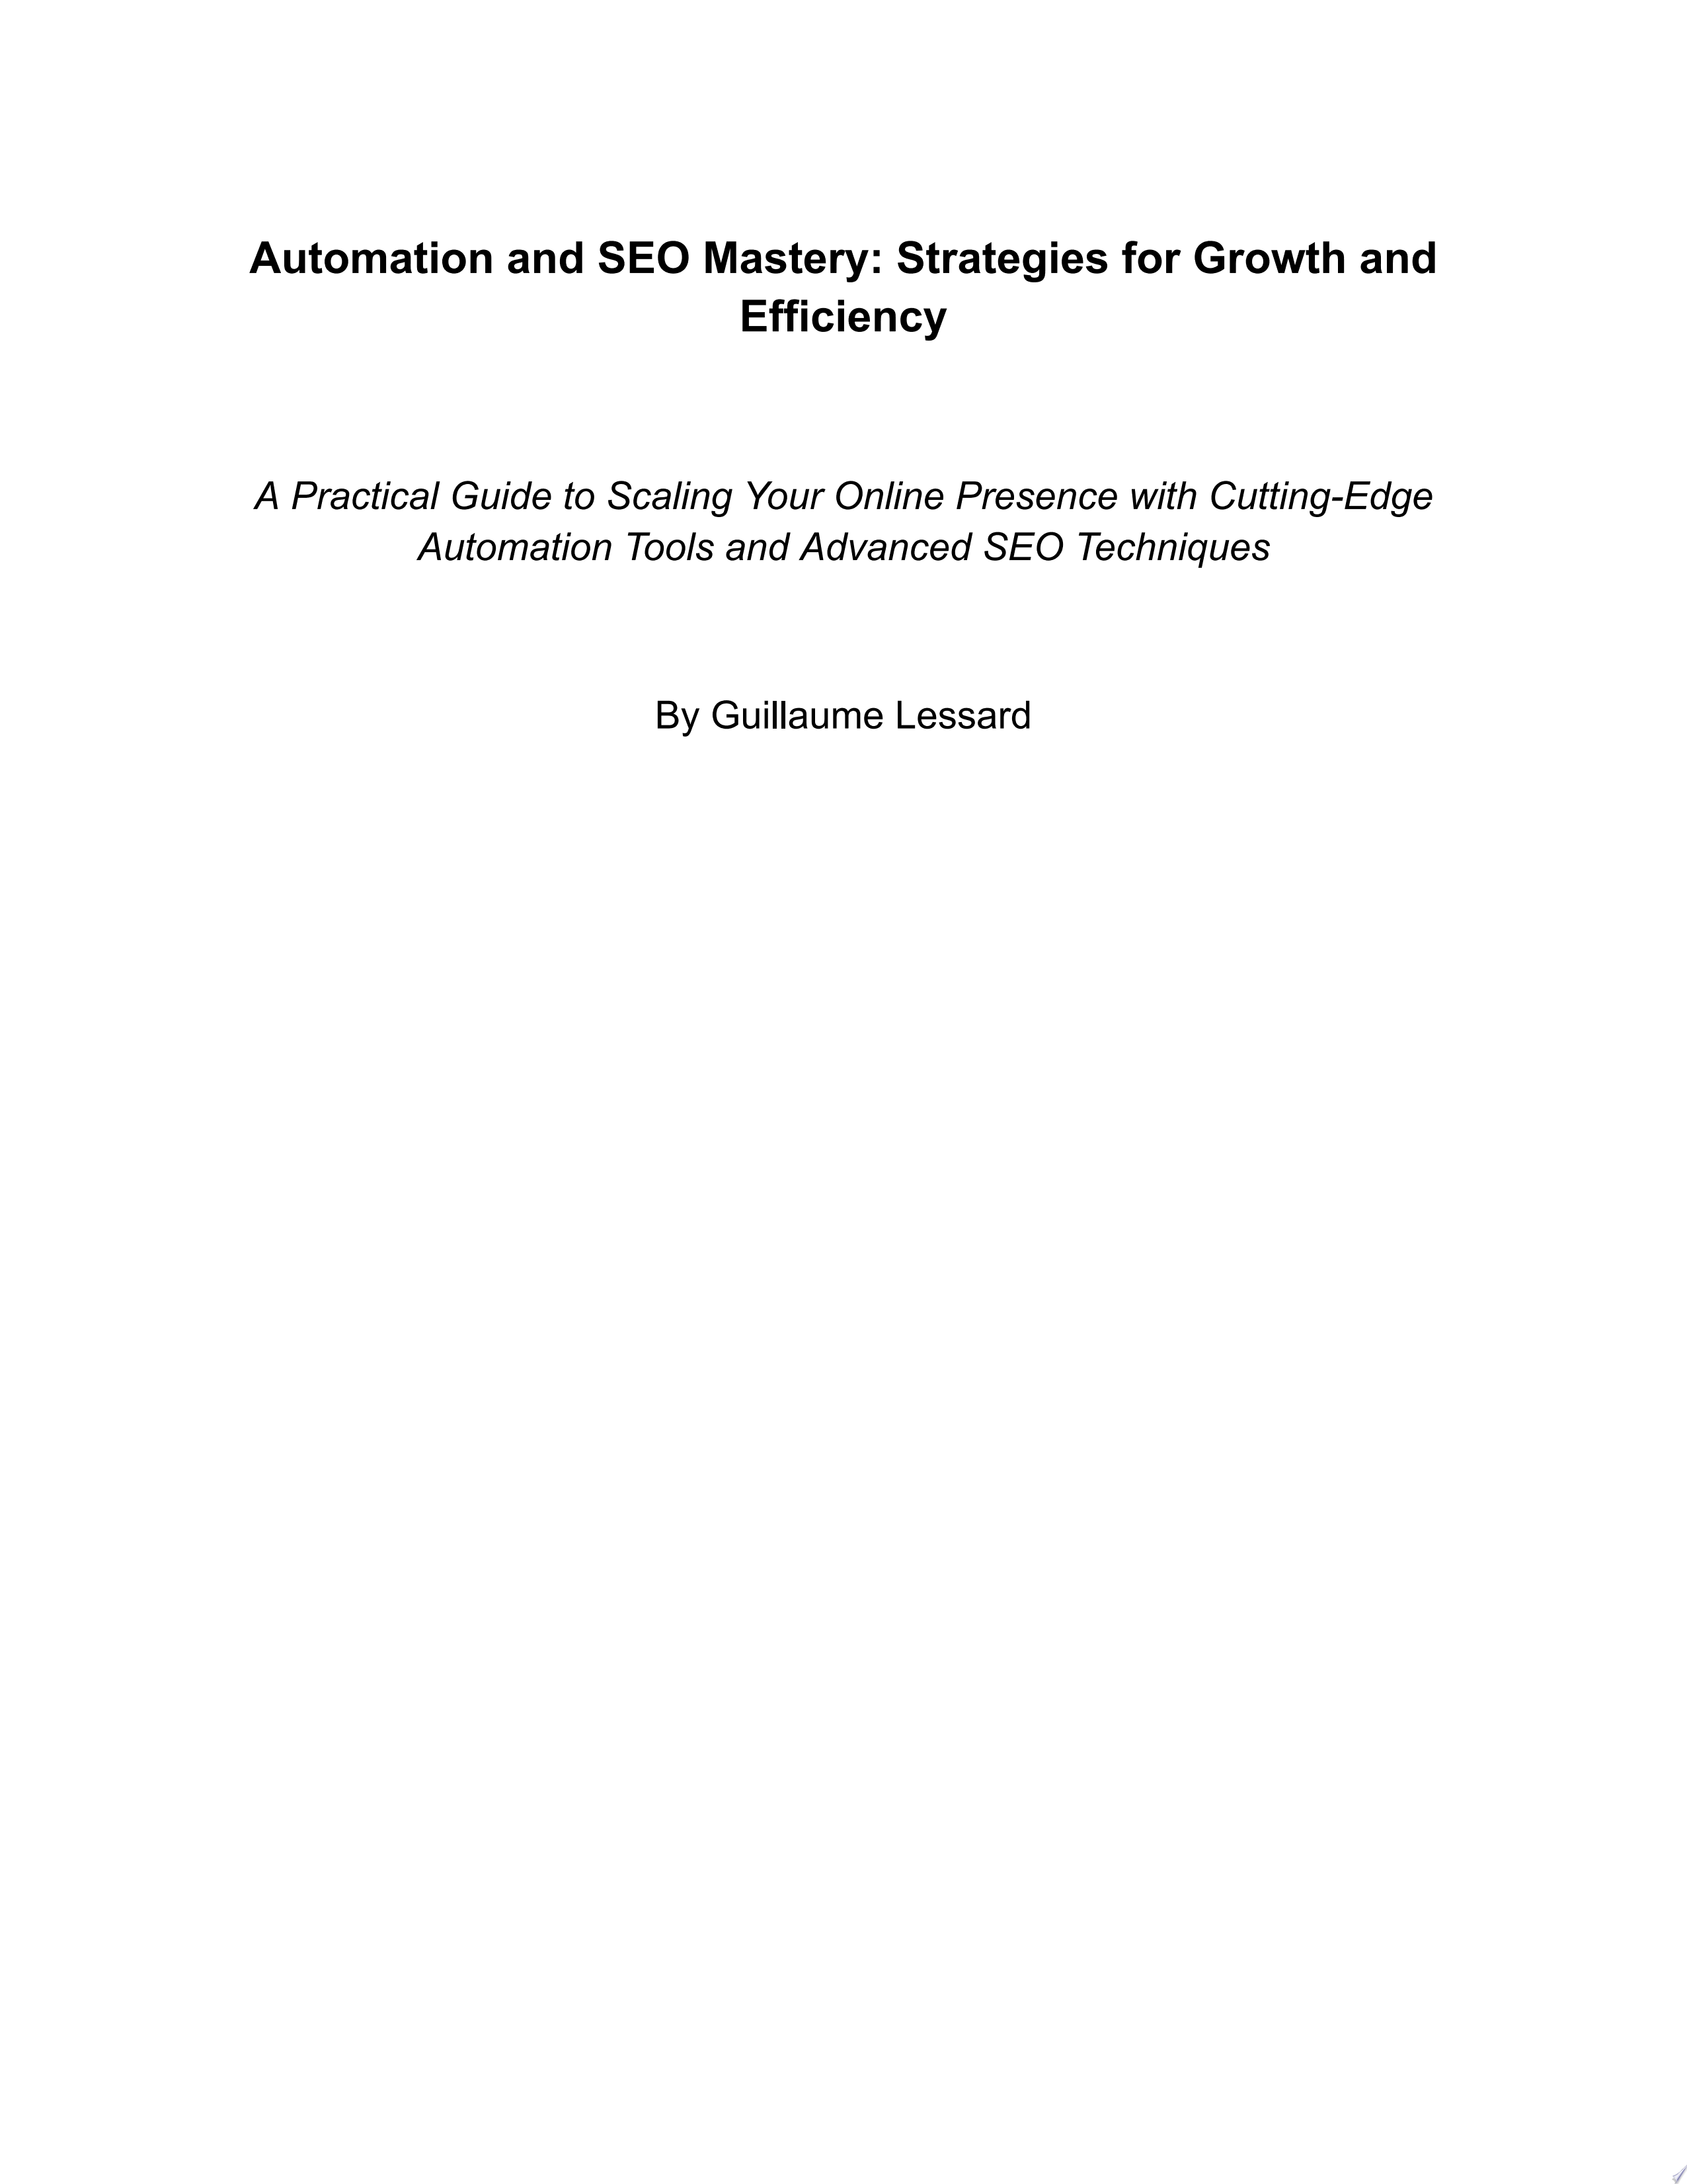 Automation and SEO Mastery: Strategies for Growth and
Efficiency
A Practical Guide to Scaling Your Online Presence with Cutting-Edge
Automation Tools and Advanced SEO Techniques
By Guillaume Lessard